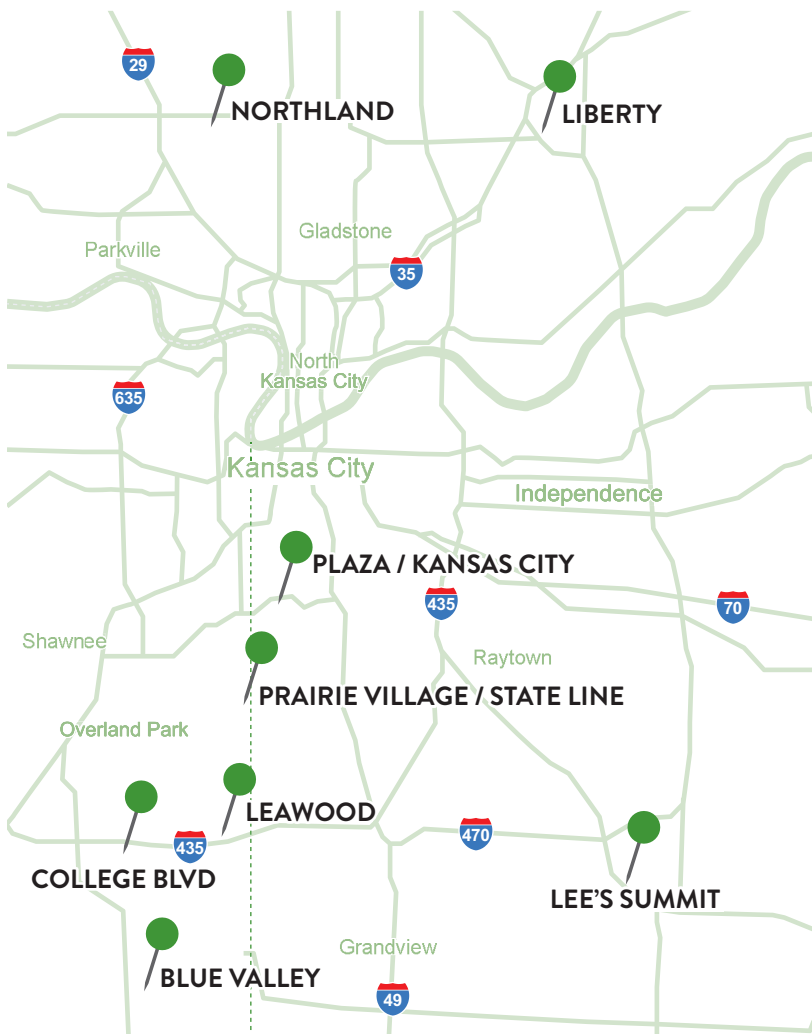 29
NORTHLAND
LIBERTY
Gladstone
Parkville
35
North
Kansas City
635
Kansas City
Independence
PLAZA / KANSAS CITY
435
70
Shawnee
Raytown
PRAIRIE VILLAGE / STATE LINE
Overland Park
LEAWOOD
435
470
COLLEGE BLVD
LEE'S SUMMIT
Grandview
BLUE VALLEY
49